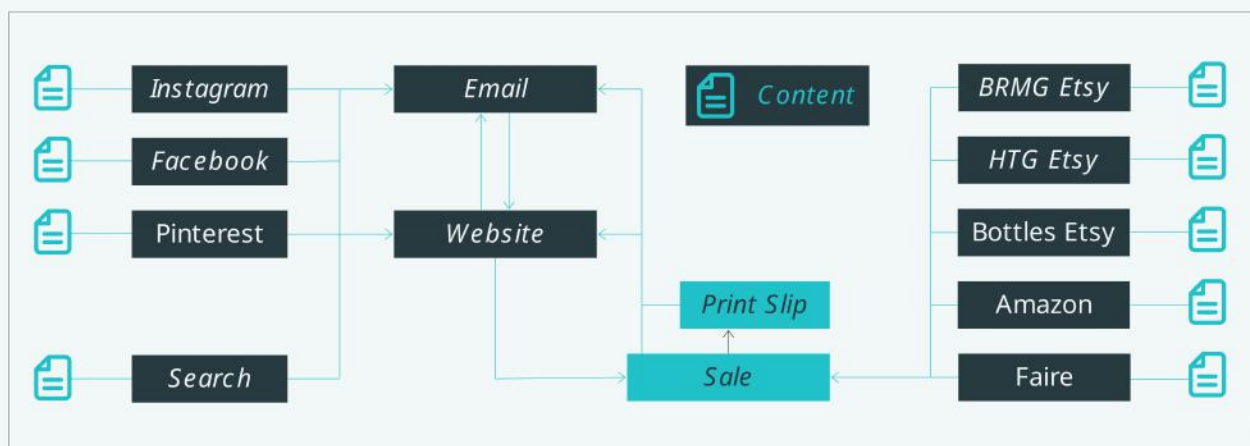 Instagram
Email
Content
BRMG Etsy
Facebook
HTG Etsy
Pinterest
Website
Bottles Etsy
Print Slip
Amazon
Search
Sale
Faire